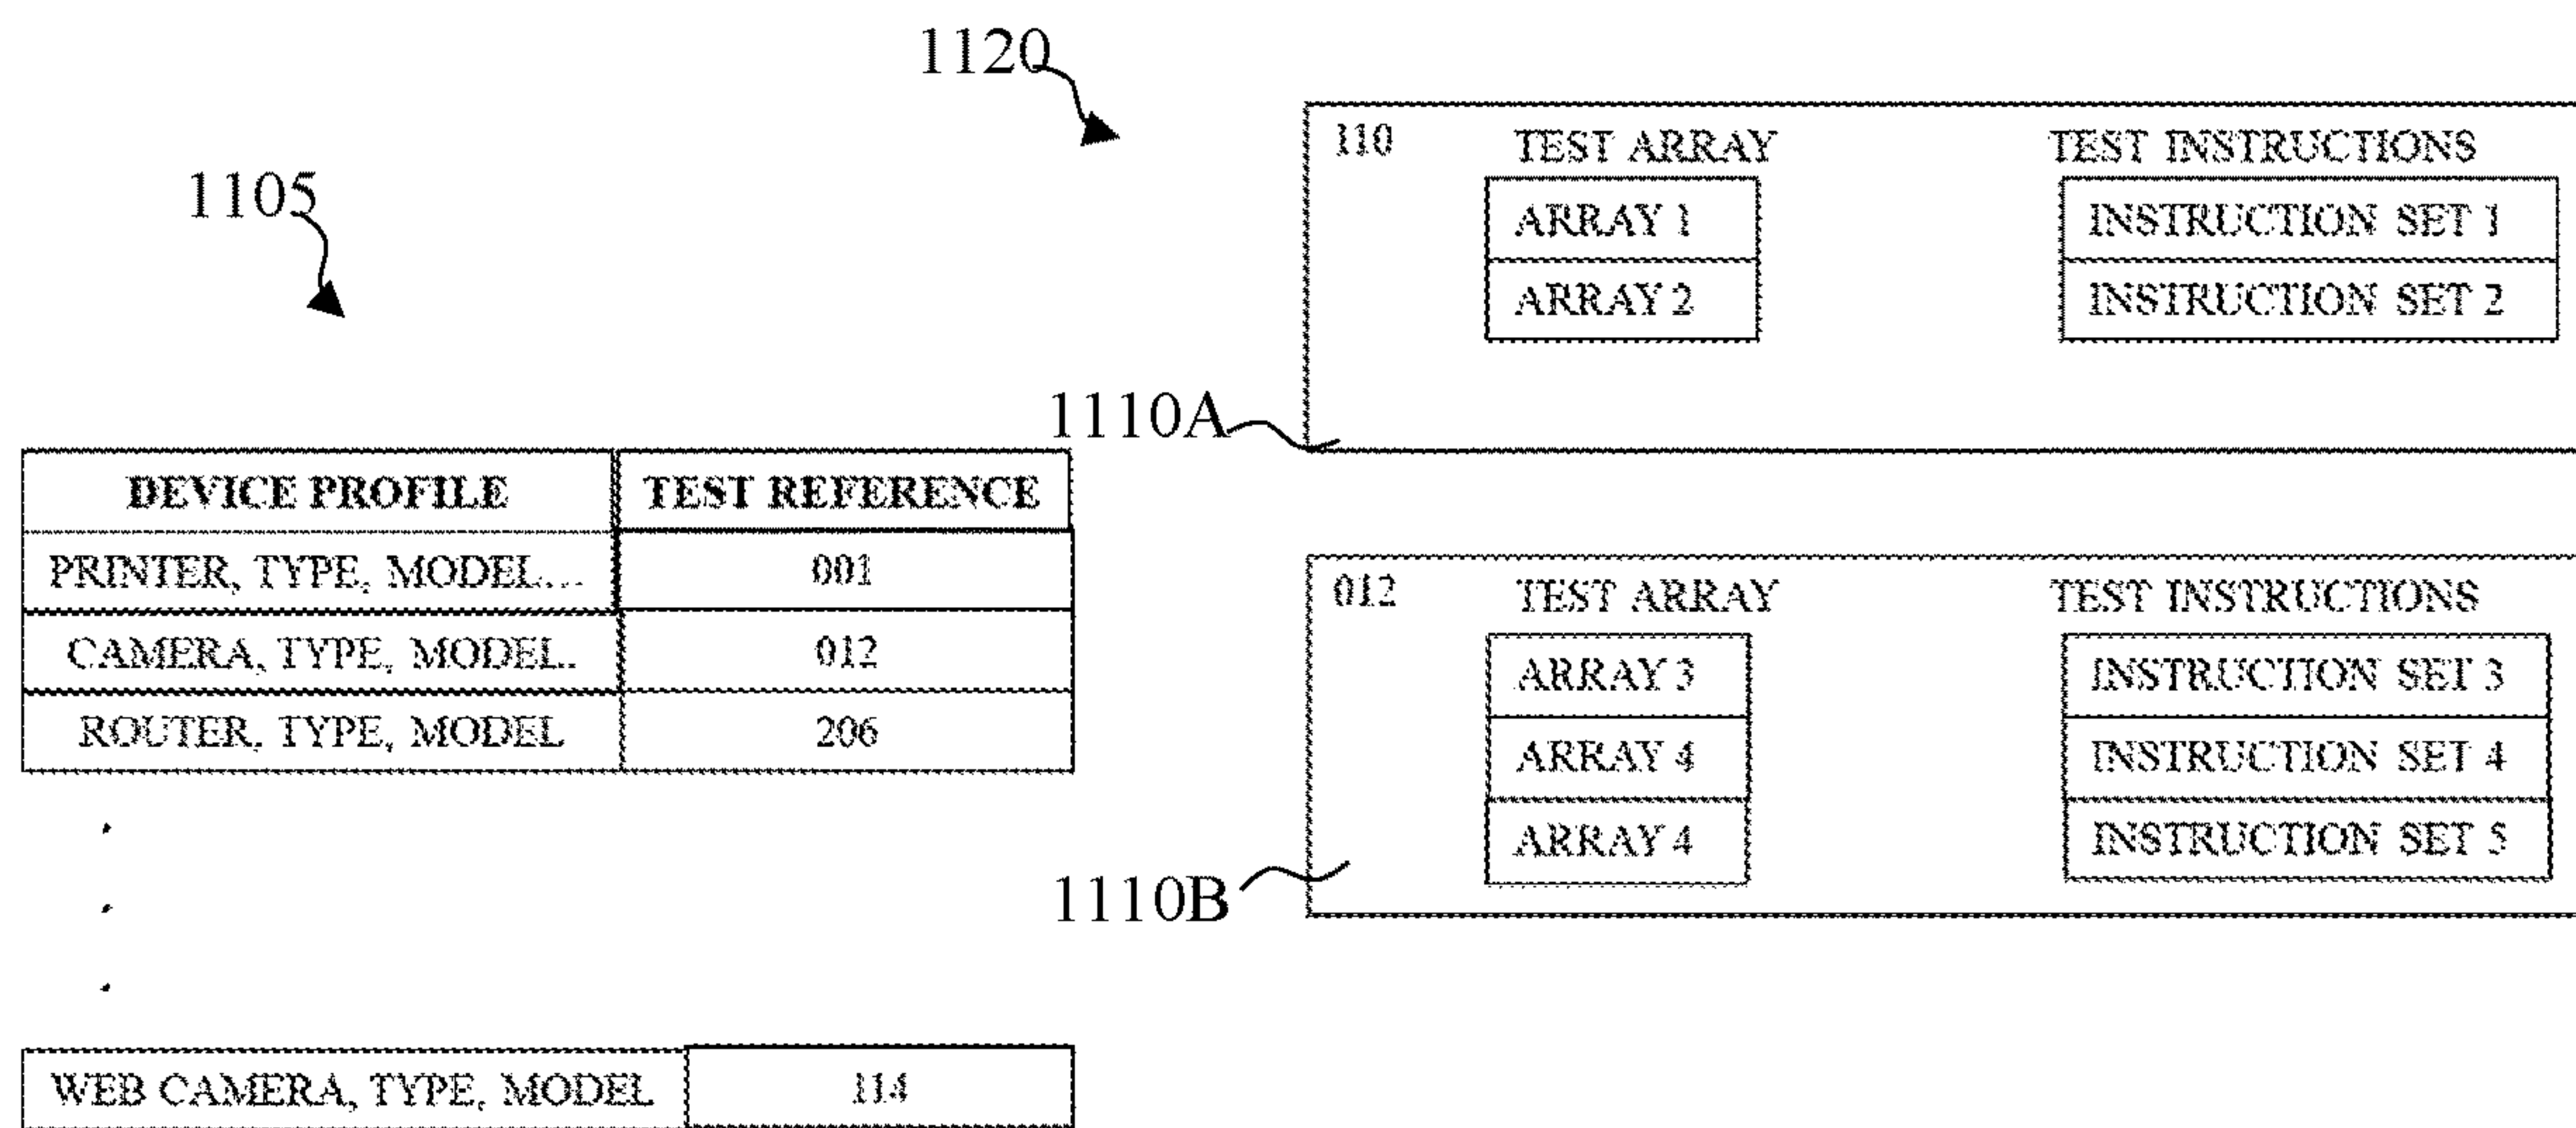 1120
1105
110 TEST ARRAY TEST INSTRUCTIONS
ARRAY 1 INSTRUCTION SET 1
ARRAY 2 INSTRUCTION SET 2
1110A
DEVICE PROFILE TEST REFERENCE
PRINTER, TYPE, MODEL... 001
CAMERA, TYPE, MODEL. 012
ROUTER, TYPE, MODEL 206
012 TEST ARRAY TEST INSTRUCTIONS
ARRAY 3 INSTRUCTION SET 3
ARRAY 4 INSTRUCTION SET 4
ARRAY 4 INSTRUCTION SET 5
1110B
WEB CAMERA, TYPE, MODEL 114